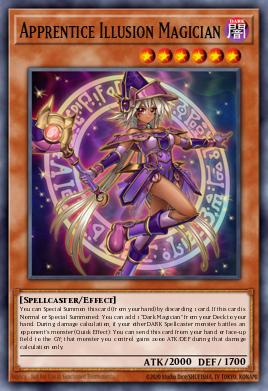 APPRENTICE ILLUSION MAGICIAN
DARK
闇
[SPELLCASTER/EFFECT]
You can Special Summon this card (from your hand) by discarding 1 card. If this card is
Normal or Special Summoned: You can add 1 "Dark Magician" from your Deck to your
hand. During damage calculation, if your other DARK Spellcaster monster battles an
opponent's monster (Quick Effect): You can send this card from your hand or face-up
field to the GY; that monster you control gains 2000 ATK/DEF during that damage
calculation only.
ATK/2000 DEF/1700